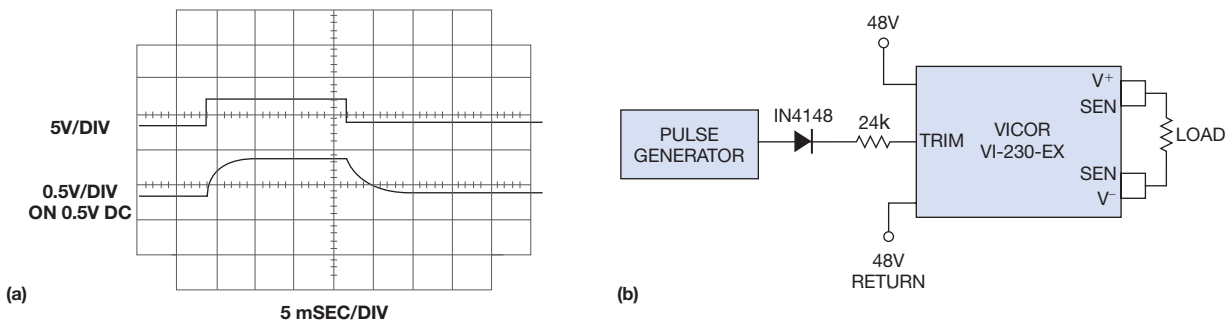 5V/DIV
0.5V/DIV
ON 0.5V DC
(a)
5 mSEC/DIV
48V
PULSE
GENERATOR
IN4148
24k
TRIM
VICOR
VI-230-EX
V+
SEN
SEN
V−
LOAD
48V
RETURN
(b)